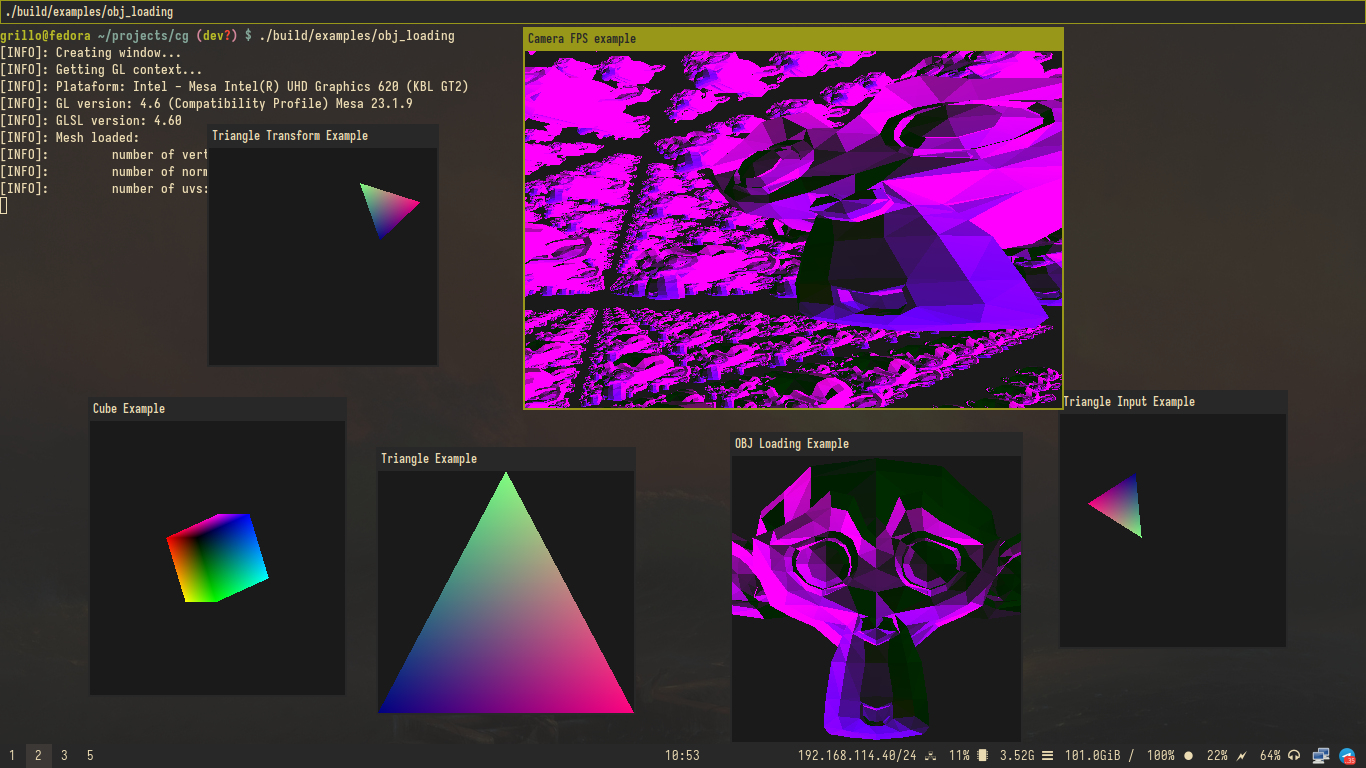 ./build/examples/obj_loading
grillo@fedora ~/projects/cg (dev?) $ ./build/examples/obj_loading
[INFO]: Creating window...
[INFO]: Getting GL context...
[INFO]: Plataform: Intel - Mesa Intel(R) UHD Graphics 620 (KBL GT2)
[INFO]: GL version: 4.6 (Compatibility Profile) Mesa 23.1.9
[INFO]: GLSL version: 4.60
[INFO]: Mesh loaded:
[INFO]: number of vert
[INFO]: number of norm
[INFO]: number of uvs:
Camera FPS example
Triangle Transform Example
Cube Example
Triangle Example
OBJ Loading Example
Triangle Input Example
1 2 3 5
10:53
192.168.114.40/24 11% 3.52G 101.0GiB / 100% 22% 64%